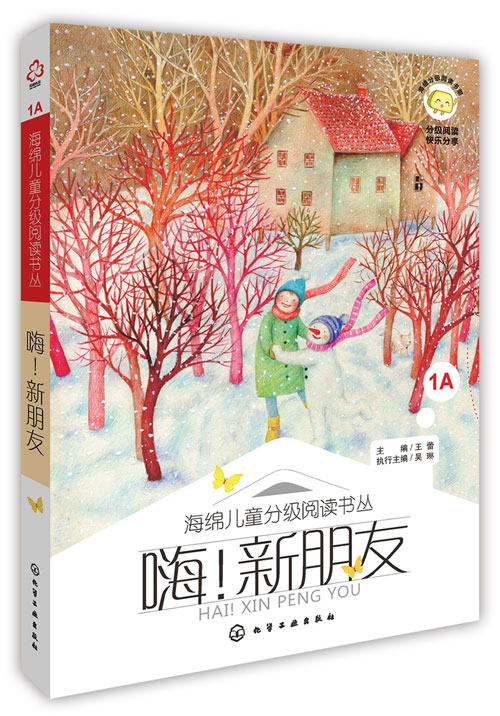 1A
海绵儿童分级阅读书丛
嗨！新朋友
分级阅读
快乐分享
1A
主 编/王 蕾
执行主编/吴 琳
海绵儿童分级阅读书丛
嗨！新朋友
HAI! XIN PENG YOU
化学工业出版社